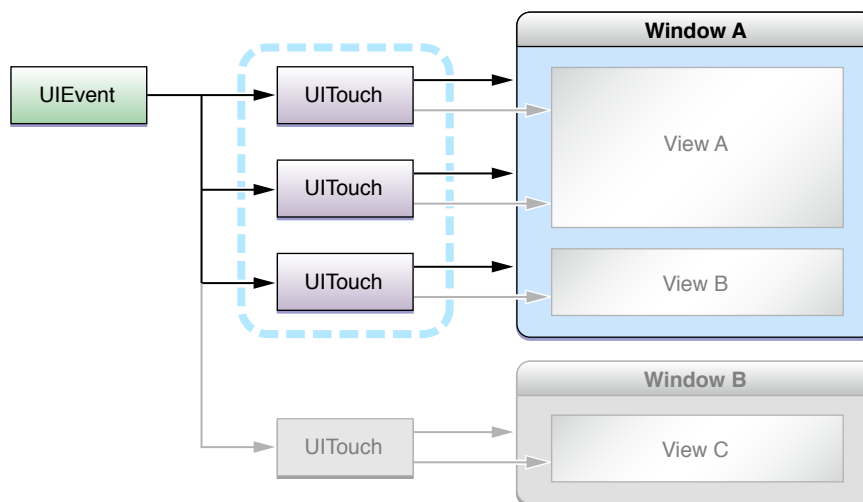 Window A
UIEvent
UITouch
View A
UITouch
UITouch
View B
Window B
UITouch
View C